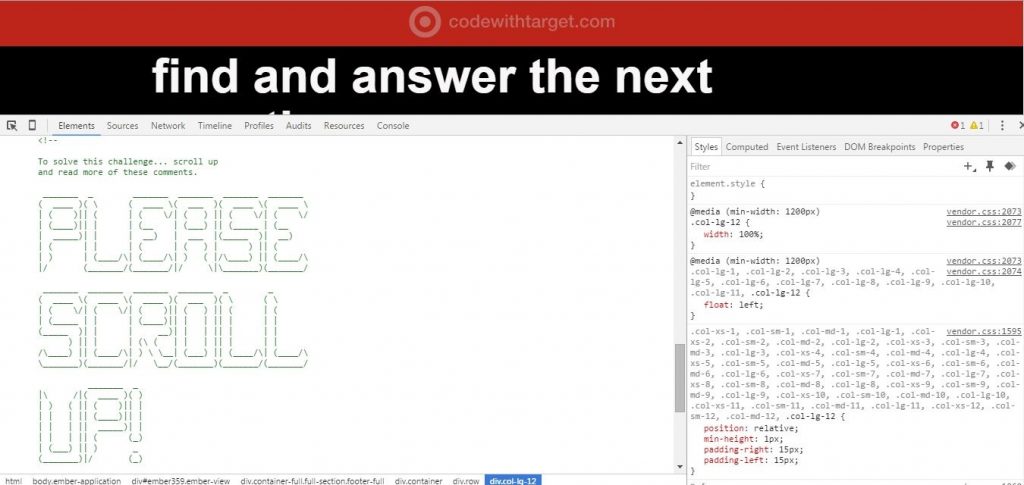 codewithtarget.com
find and answer the next
Elements Sources Network Timeline Profiles Audits Resources Console
1 1
<!--
To solve this challenge... scroll up
and read more of these comments.
PLEASE
SCROLL
UP!
html body.ember-application div#ember359.ember-view div.container-full.full-section.footer-full div.container div.row div.col-lg-12
Styles Computed Event Listeners DOM Breakpoints Properties
Filter
element.style {
}
@media (min-width: 1200px) vendor.css:2073
.col-lg-12 { vendor.css:2077
width: 100%;
}
@media (min-width: 1200px) vendor.css:2073
.col-lg-1, .col-lg-2, .col-lg-3, .col-lg-4, .col- vendor.css:2074
lg-5, .col-lg-6, .col-lg-7, .col-lg-8, .col-lg-9, .col-lg-10,
.col-lg-11, .col-lg-12 {
float: left;
}
.col-xs-1, .col-sm-1, .col-md-1, .col-lg-1, .col- vendor.css:1595
xs-2, .col-sm-2, .col-md-2, .col-lg-2, .col-xs-3, .col-sm-3, .col-
md-3, .col-lg-3, .col-xs-4, .col-sm-4, .col-md-4, .col-lg-4, .col-
xs-5, .col-sm-5, .col-md-5, .col-lg-5, .col-xs-6, .col-sm-6, .col-
md-6, .col-lg-6, .col-xs-7, .col-sm-7, .col-md-7, .col-lg-7, .col-
xs-8, .col-sm-8, .col-md-8, .col-lg-8, .col-xs-9, .col-sm-9, .col-
md-9, .col-lg-9, .col-xs-10, .col-sm-10, .col-md-10, .col-lg-10,
.col-xs-11, .col-sm-11, .col-md-11, .col-lg-11, .col-xs-12, .col-
sm-12, .col-md-12, .col-lg-12 {
position: relative;
min-height: 1px;
padding-right: 15px;
padding-left: 15px;
}